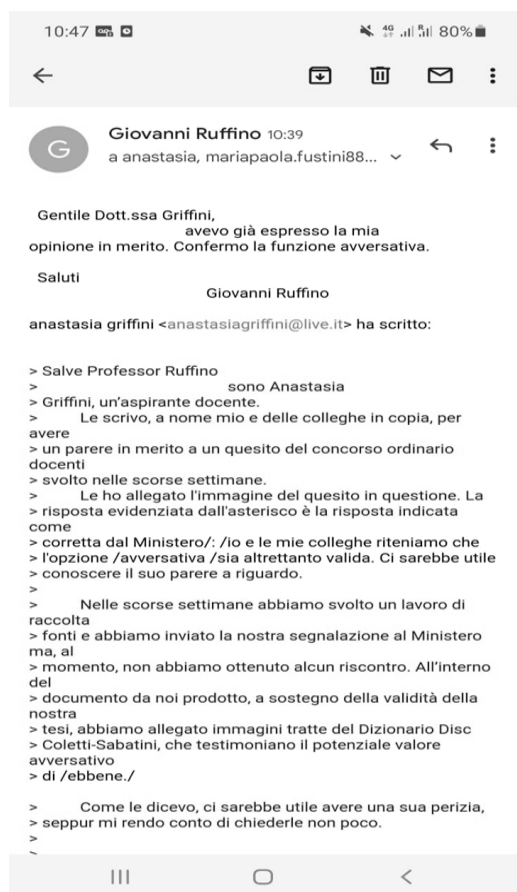 10:47
4G R 80%
Giovanni Ruffino 10:39
G
a anastasia, mariapaola.fustini88...
Gentile Dott.ssa Griffini,
avevo già espresso la mia
opinione in merito. Confermo la funzione avversativa.
Saluti
Giovanni Ruffino
anastasia griffini <anastasiagriffini@live.it> ha scritto:
> Salve Professor Ruffino
> sono Anastasia
> Griffini, un’aspirante docente.
> Le scrivo, a nome mio e delle colleghe in copia, per
avere
> un parere in merito a un quesito del concorso ordinario
docenti
> svolto nelle scorse settimane.
> Le ho allegato l'immagine del quesito in questione. La
> risposta evidenziata dall'asterisco è la risposta indicata
come
> corretta dal Ministero/: /io e le mie colleghe riteniamo che
> l'opzione /avversativa /sia altrettanto valida. Ci sarebbe utile
> conoscere il suo parere a riguardo.
>
> Nelle scorse settimane abbiamo svolto un lavoro di
raccolta
> fonti e abbiamo inviato la nostra segnalazione al Ministero
ma, al
> momento, non abbiamo ottenuto alcun riscontro. All’interno
del
> documento da noi prodotto, a sostegno della validità della
nostra
> tesi, abbiamo allegato immagini tratte del Dizionario Disc
> Coletti-Sabatini, che testimoniano il potenziale valore
avversativo
> di /ebbene./
> Come le dicevo, ci sarebbe utile avere una sua perizia,
> seppur mi rendo conto di chiederle non poco.
>